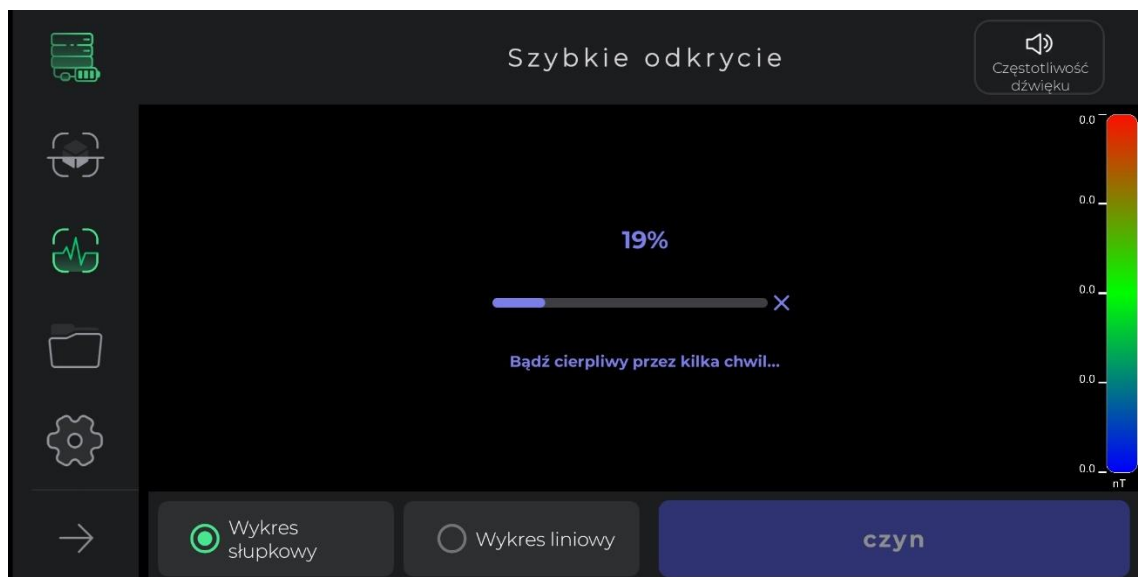 Szybkie odkrycie
Częstotliwość
dźwięku
0.0
0.0
19%
0.0
Bądź cierpliwy przez kilka chwil...
0.0
0.0
nT
Wykres
słupkowy
Wykres liniowy
czyn